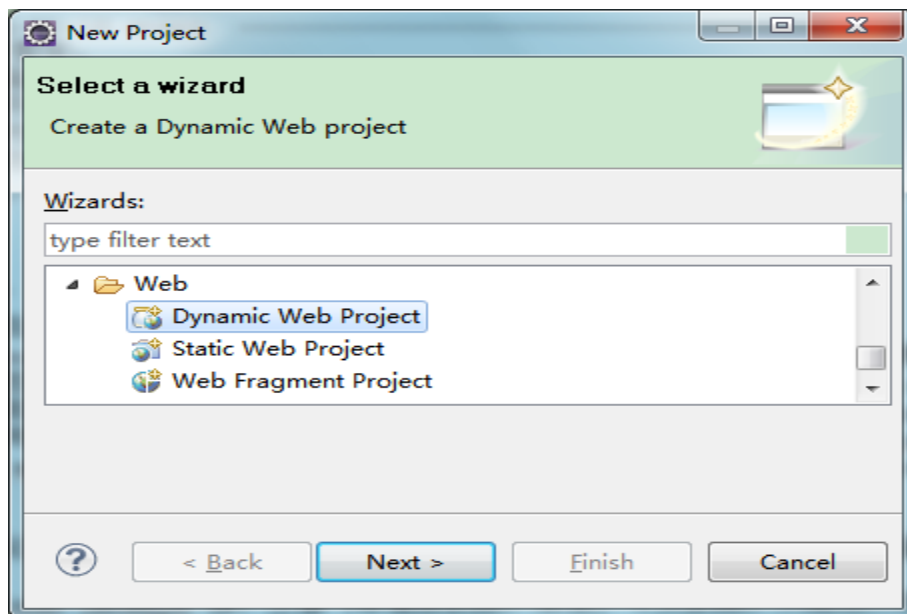 New Project
Select a wizard
Create a Dynamic Web project
Wizards:
type filter text
Web
Dynamic Web Project
Static Web Project
Web Fragment Project
? < Back Next > Finish Cancel